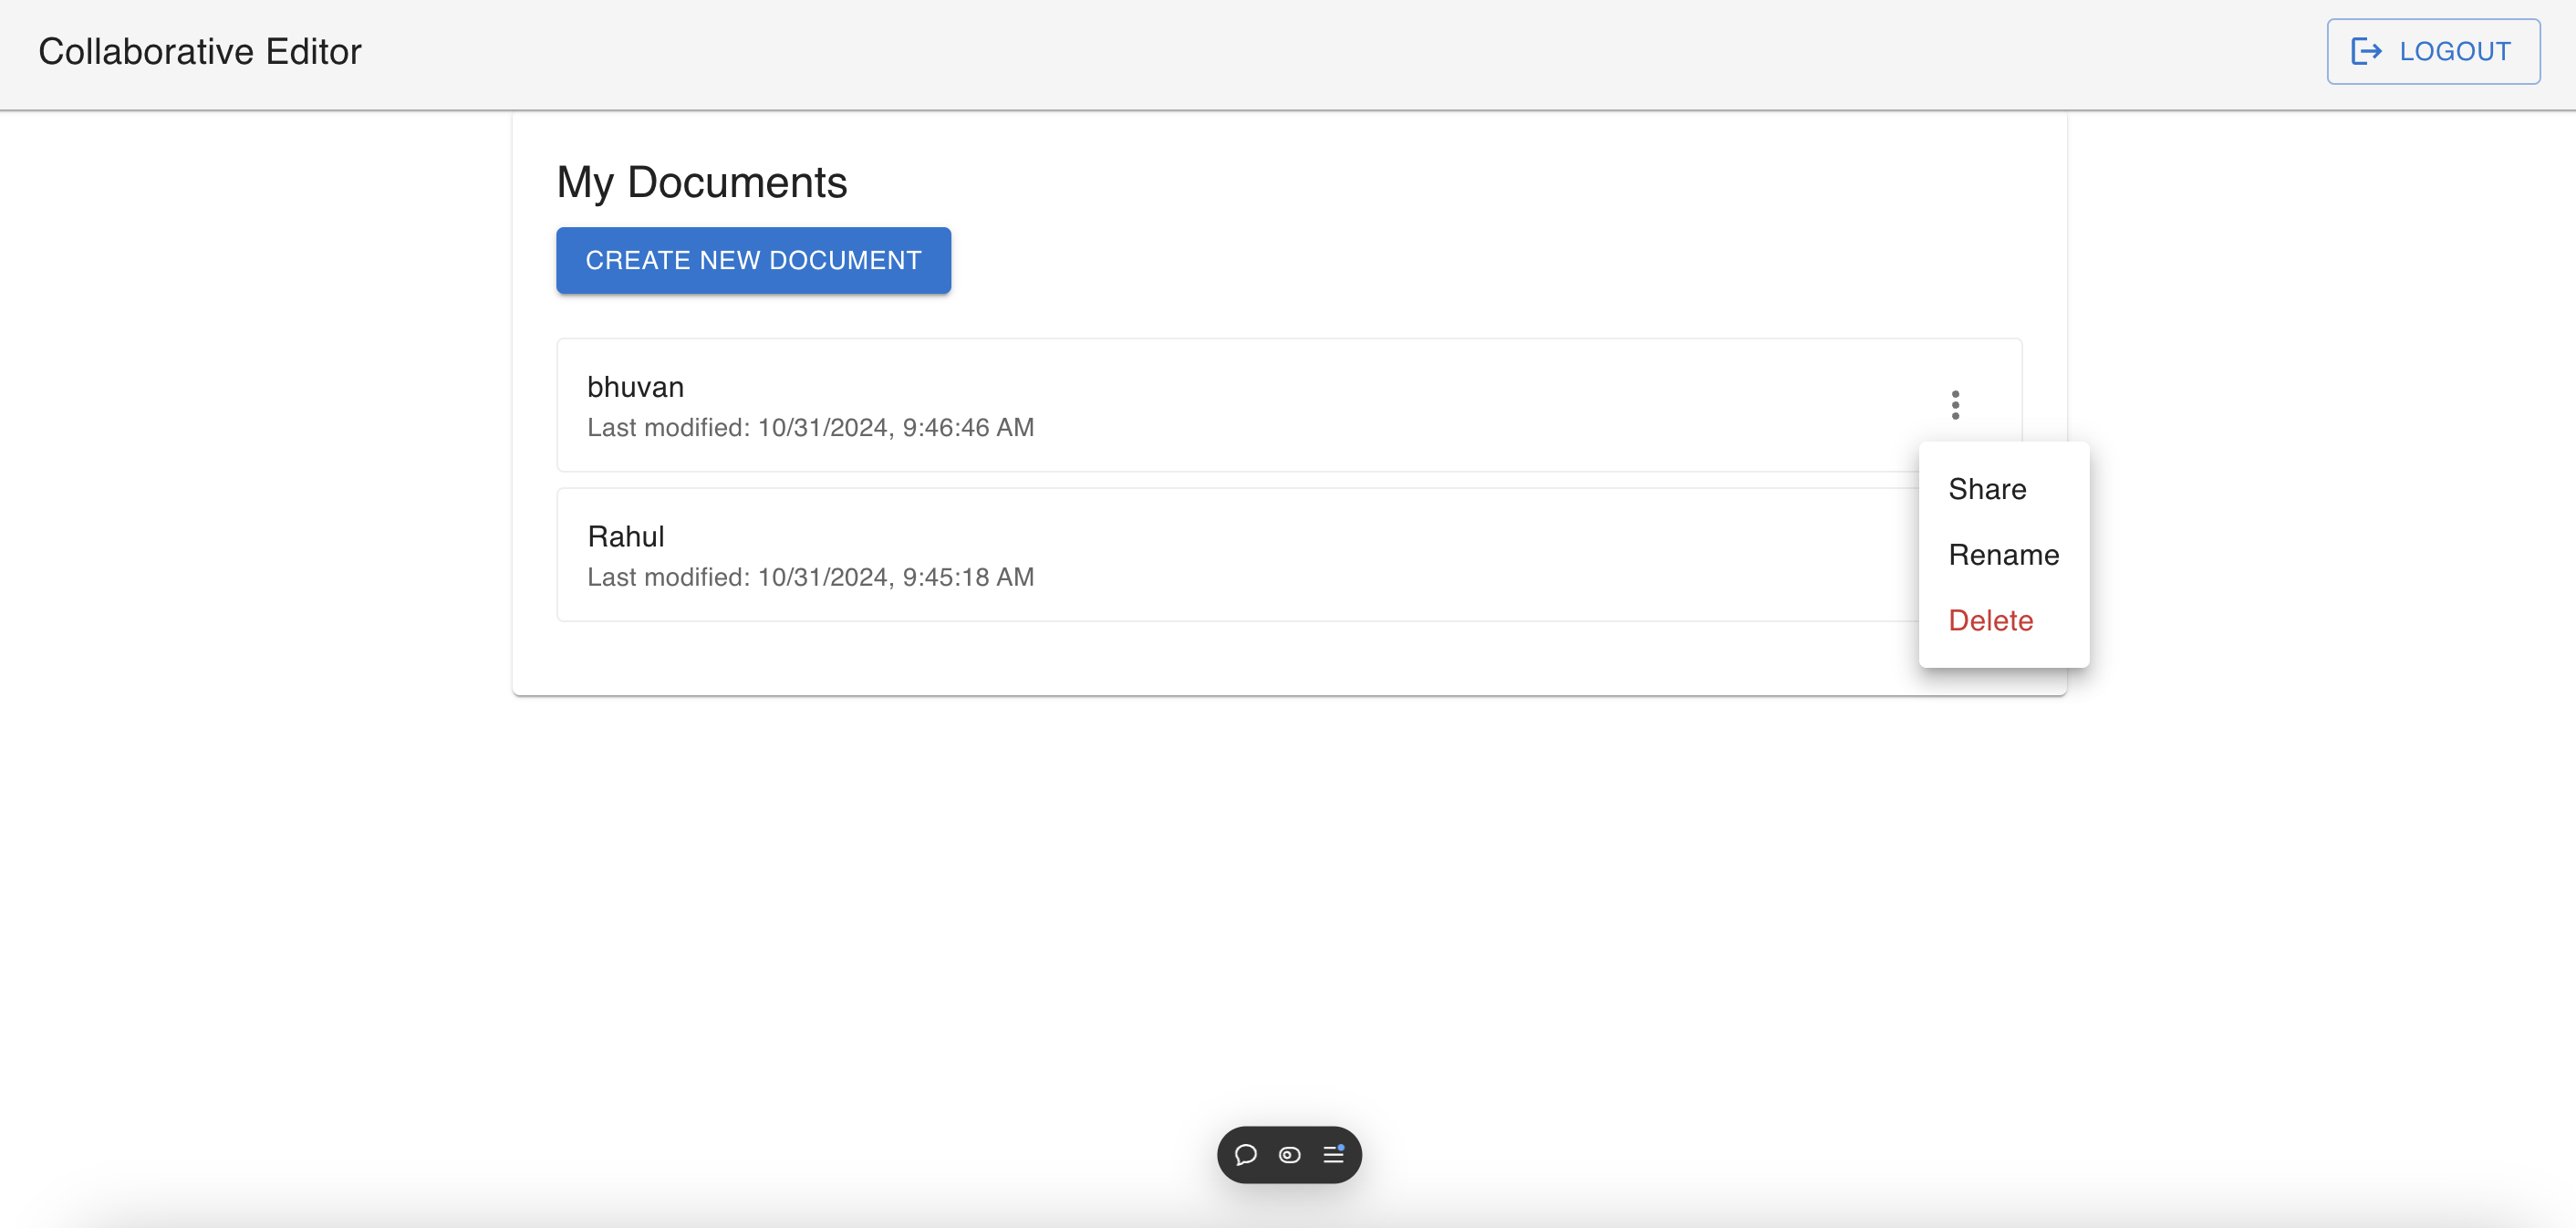 Collaborative Editor
LOGOUT
My Documents
CREATE NEW DOCUMENT
bhuvan
Last modified: 10/31/2024, 9:46:46 AM
Share
Rahul
Rename
Last modified: 10/31/2024, 9:45:18 AM
Delete